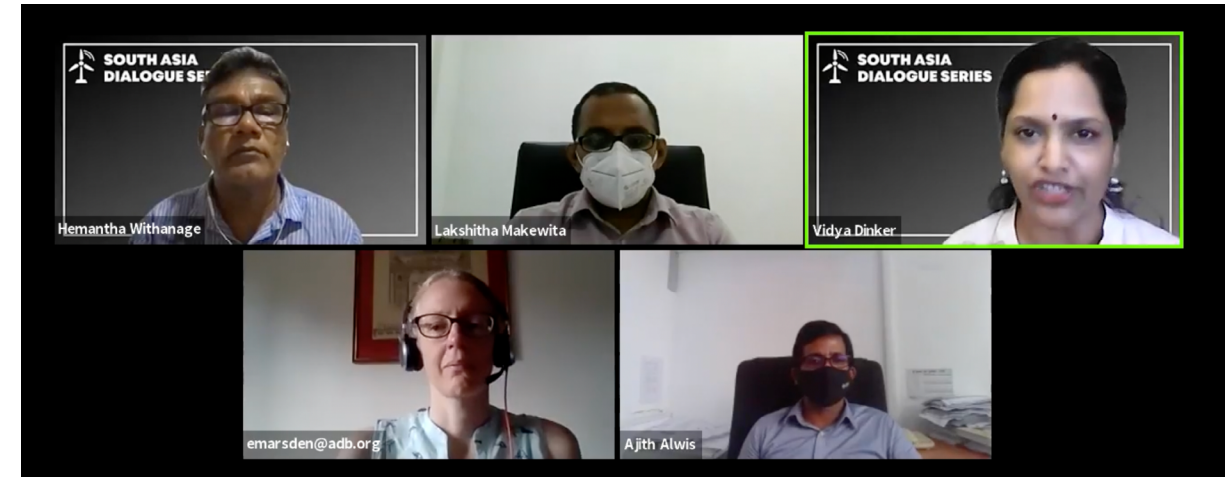 SOUTH ASIA
DIALOGUE SE
Hemantha Withanage
Lakshitha Makewita
SOUTH ASIA
DIALOGUE SERIES
Vidya Dinker
emarsden@adb.org
Ajith Alwis